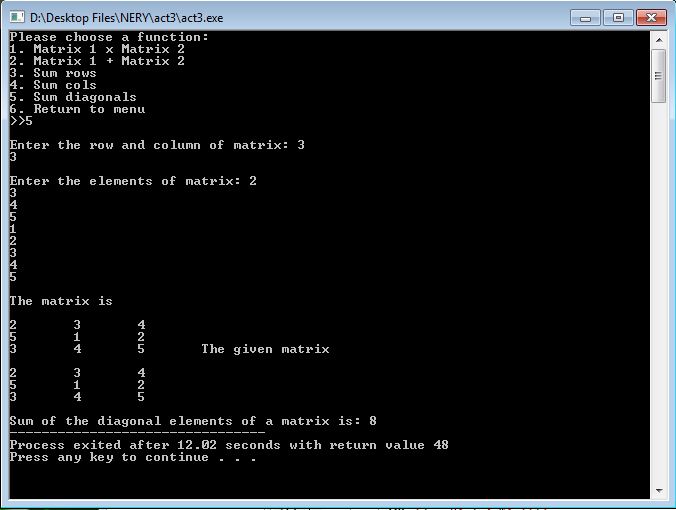 D:\Desktop Files\NERY\act3\act3.exe
Please choose a function:
1. Matrix 1 x Matrix 2
2. Matrix 1 + Matrix 2
3. Sum rows
4. Sum cols
5. Sum diagonals
6. Return to menu
>>5
Enter the row and column of matrix: 3
3
Enter the elements of matrix: 2
3
4
5
1
2
3
4
5
The matrix is
2 3 4
5 1 2
3 4 5 The given matrix
2 3 4
5 1 2
3 4 5
Sum of the diagonal elements of a matrix is: 8
--------------------------------
Process exited after 12.02 seconds with return value 48
Press any key to continue . . .